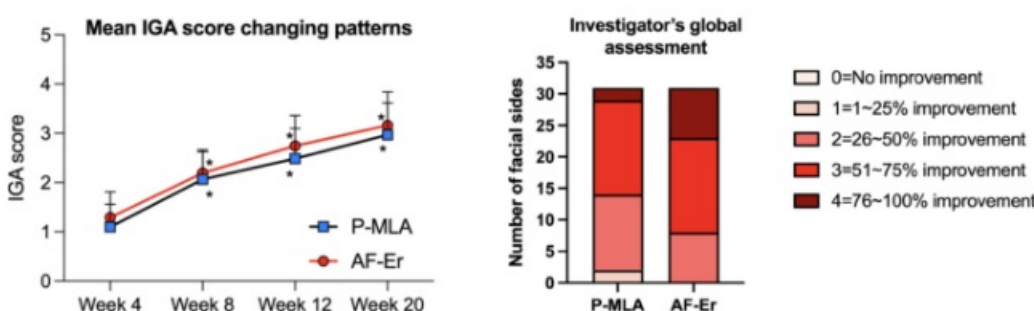 Mean IGA score changing patterns
IGA score
5
4
3
2
1
0
* * * * * *
P-MLA
AF-Er
Week 4 Week 8 Week 12 Week 20
Investigator's global
assessment
Number of facial sides
35
30
25
20
15
10
5
0
P-MLA AF-Er
0=No improvement
1=1~25% improvement
2=26~50% improvement
3=51~75% improvement
4=76~100% improvement